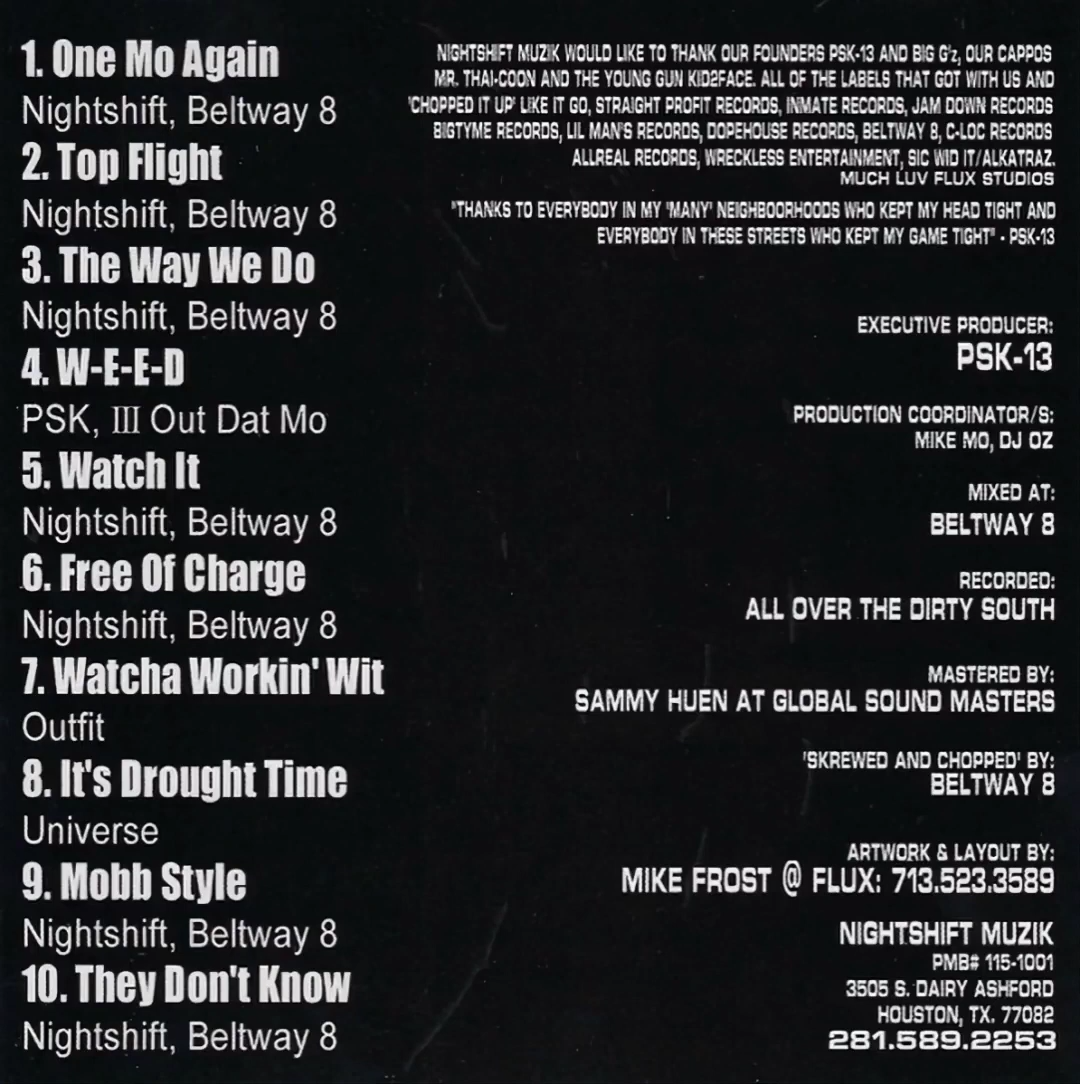 1. One Mo Again
Nightshift, Beltway 8
2. Top Flight
Nightshift, Beltway 8
3. The Way We Do
Nightshift, Beltway 8
4. W-E-E-D
PSK, III Out Dat Mo
5. Watch It
Nightshift, Beltway 8
6. Free Of Charge
Nightshift, Beltway 8
7. Watcha Workin' Wit
Outfit
8. It's Drought Time
Universe
9. Mobb Style
Nightshift, Beltway 8
10. They Don't Know
Nightshift, Beltway 8
NIGHTSHIFT MUZIK WOULD LIKE TO THANK OUR FOUNDERS PSK-13 AND BIG G'z, OUR CAPPOS
MR. THAI-COON AND THE YOUNG GUN KID2FACE. ALL OF THE LABELS THAT GOT WITH US AND
'CHOPPED IT UP' LIKE IT GO, STRAIGHT PROFIT RECORDS, INMATE RECORDS, JAM DOWN RECORDS
BIGTYME RECORDS, LIL MAN'S RECORDS, DOPEHOUSE RECORDS, BELTWAY 8, C-LOC RECORDS
ALLREAL RECORDS, WRECKLESS ENTERTAINMENT, SIC WID IT/ALKATRAZ.
MUCH LUV FLUX STUDIOS
"THANKS TO EVERYBODY IN MY 'MANY' NEIGHBOORHOODS WHO KEPT MY HEAD TIGHT AND
EVERYBODY IN THESE STREETS WHO KEPT MY GAME TIGHT" - PSK-13
EXECUTIVE PRODUCER:
PSK-13
PRODUCTION COORDINATOR/S:
MIKE MO, DJ OZ
MIXED AT:
BELTWAY 8
RECORDED:
ALL OVER THE DIRTY SOUTH
MASTERED BY:
SAMMY HUEN AT GLOBAL SOUND MASTERS
'SKREWED AND CHOPPED' BY:
BELTWAY 8
ARTWORK & LAYOUT BY:
MIKE FROST @ FLUX: 713.523.3589
NIGHTSHIFT MUZIK
PMB# 115-1001
3505 S. DAIRY ASHFORD
HOUSTON, TX. 77082
281.589.2253